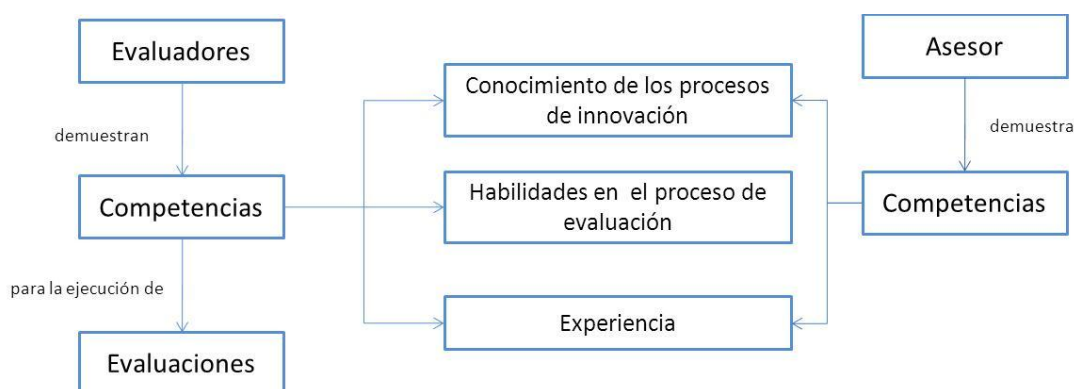 Evaluadores
demuestran
Competencias
para la ejecución de
Evaluaciones
Conocimiento de los procesos
de innovación
Habilidades en el proceso de
evaluación
Experiencia
Asesor
demuestra
Competencias